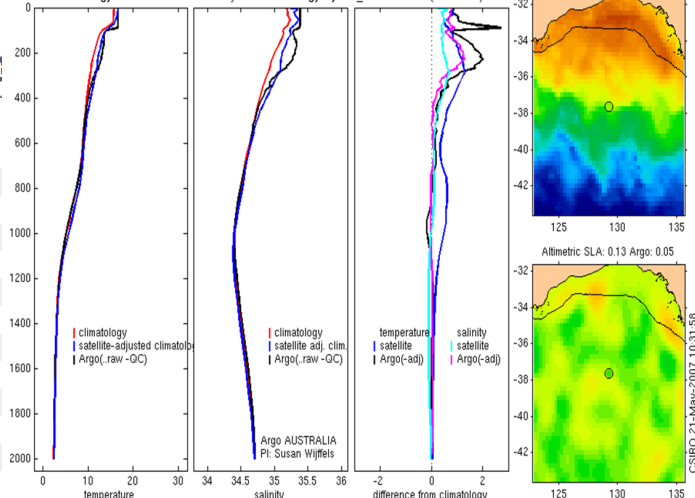 0
200
400
600
800
1000
1200
1400
1600
1800
2000
0 10 20 30
temperature
climatology
satellite-adjusted climatolo
Argo(..raw -QC)
34 34.5 35 35.5 36
salinity
climatology
satellite adj. clim.
Argo(..raw -QC)
Argo AUSTRALIA
PI: Susan Wijffels
-2 0 2
difference from climatology
temperature salinity
satellite satellite
Argo(-adj) Argo(-adj)
-32
-34
-36
-38
-40
-42
125 130 135
Altimetric SLA: 0.13 Argo: 0.05
-32
-34
-36
-38
-40
-42
125 130 135
CSIRO 21-May-2007 10:31:58